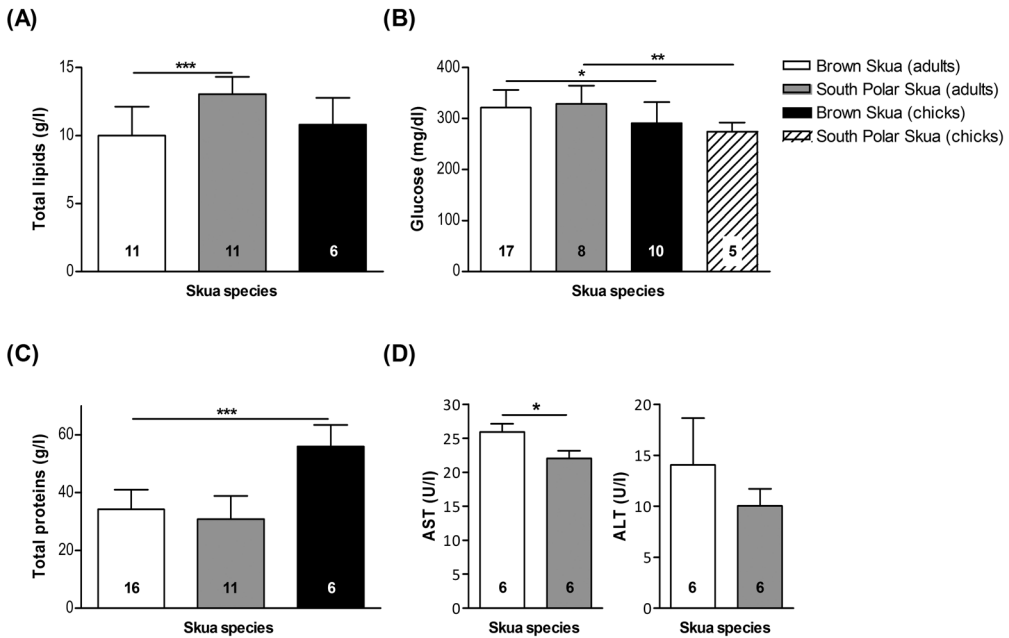 (A)
Total lipids (g/l)
15
10
5
0
***
11
11
6
Skua species
(B)
Glucose (mg/dl)
400
300
200
100
0
*
**
17
8
10
5
Skua species
Brown Skua (adults)
South Polar Skua (adults)
Brown Skua (chicks)
South Polar Skua (chicks)
(C)
Total proteins (g/l)
60
40
20
0
***
16
11
6
Skua species
(D)
AST (U/l)
30
25
20
15
10
5
0
*
6
6
Skua species
ALT (U/l)
20
15
10
5
0
6
6
Skua species